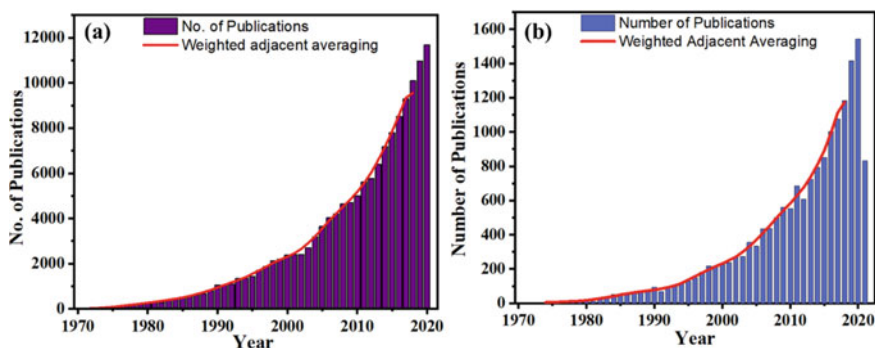 (a)
No. of Publications
Weighted adjacent averaging
No. of Publications
12000
10000
8000
6000
4000
2000
0
1970 1980 1990 2000 2010 2020
Year
(b)
Number of Publications
Weighted Adjacent Averaging
Number of Publications
1600
1400
1200
1000
800
600
400
200
0
1970 1980 1990 2000 2010 2020
Year